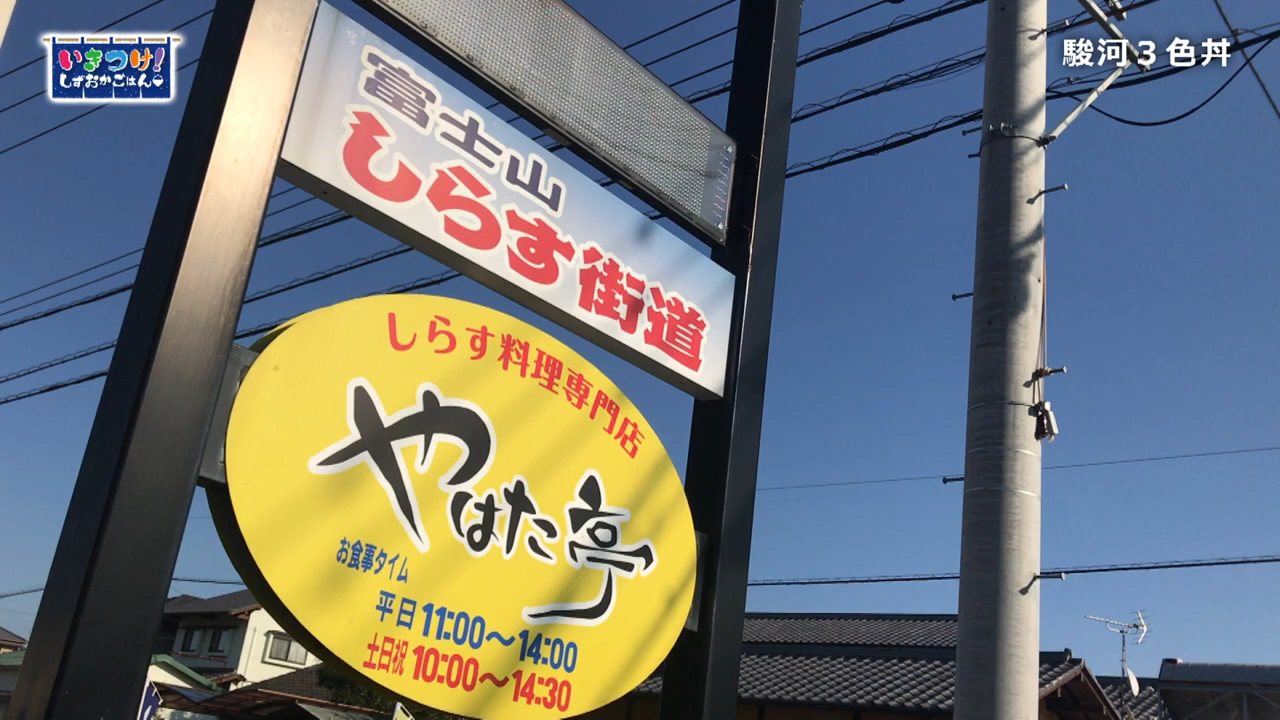 いきつけ!
しずおかごはん
駿河3色丼
富士山
しらす街道
しらす料理専門店
やはた亭
お食事タイム
平日 11:00～14:00
土日祝 10:00～14:30